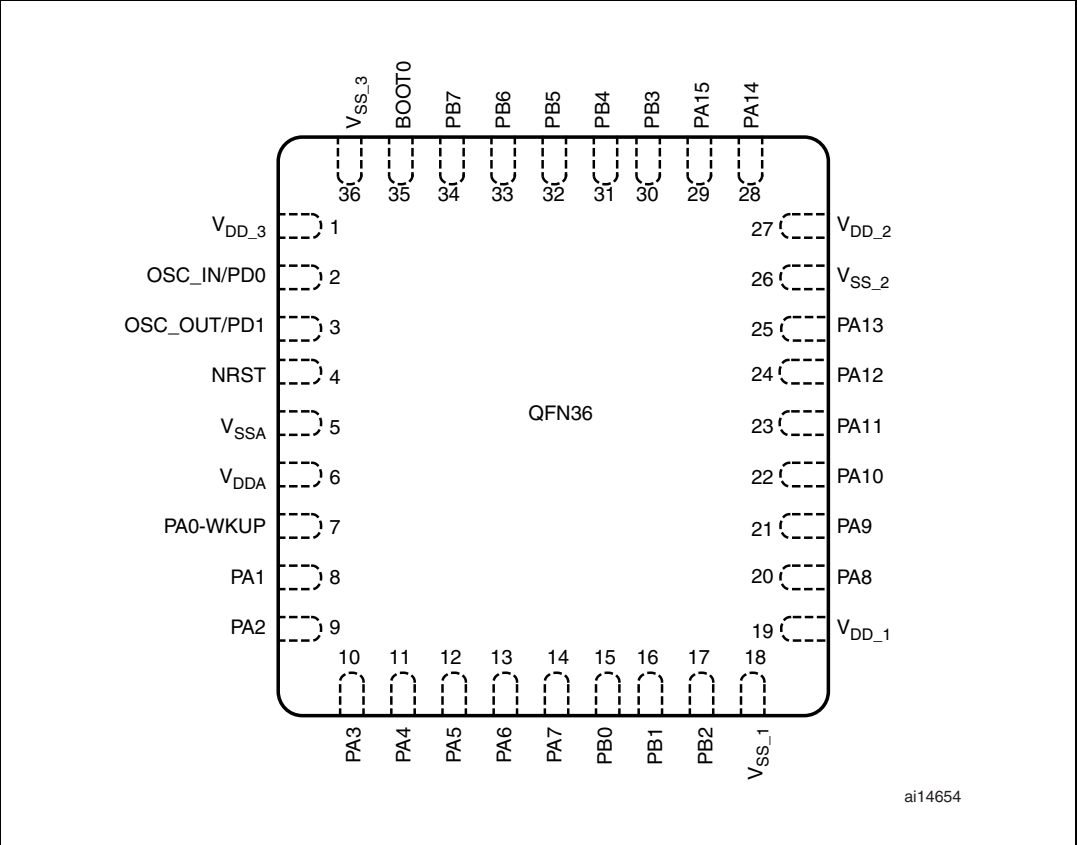 VSS_3 BOOT0 PB7 PB6 PB5 PB4 PB3 PA15 PA14
36 35 34 33 32 31 30 29 28
VDD_3 1 27 VDD_2
OSC_IN/PD0 2 26 VSS_2
OSC_OUT/PD1 3 25 PA13
NRST 4 24 PA12
QFN36
VSSA 5 23 PA11
VDDA 6 22 PA10
PA0-WKUP 7 21 PA9
PA1 8 20 PA8
PA2 9 19 VDD_1
10 11 12 13 14 15 16 17 18
PA3 PA4 PA5 PA6 PA7 PB0 PB1 PB2 VSS_1
ai14654